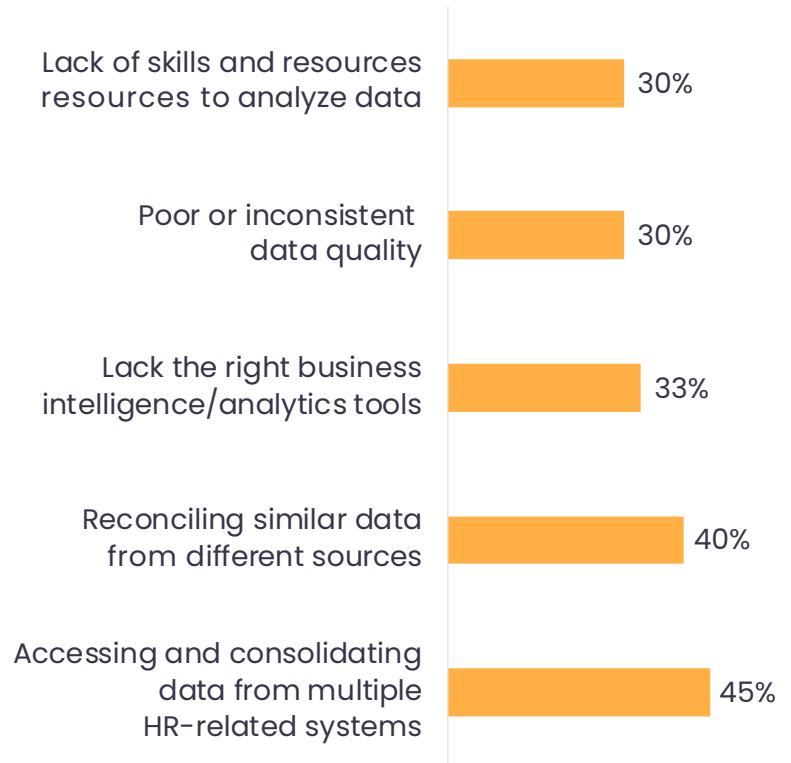 Lack of skills and resources
resources to analyze data
30%
Poor or inconsistent
data quality
30%
Lack the right business
intelligence/analytics tools
33%
Reconciling similar data
from different sources
40%
Accessing and consolidating
data from multiple
HR-related systems
45%